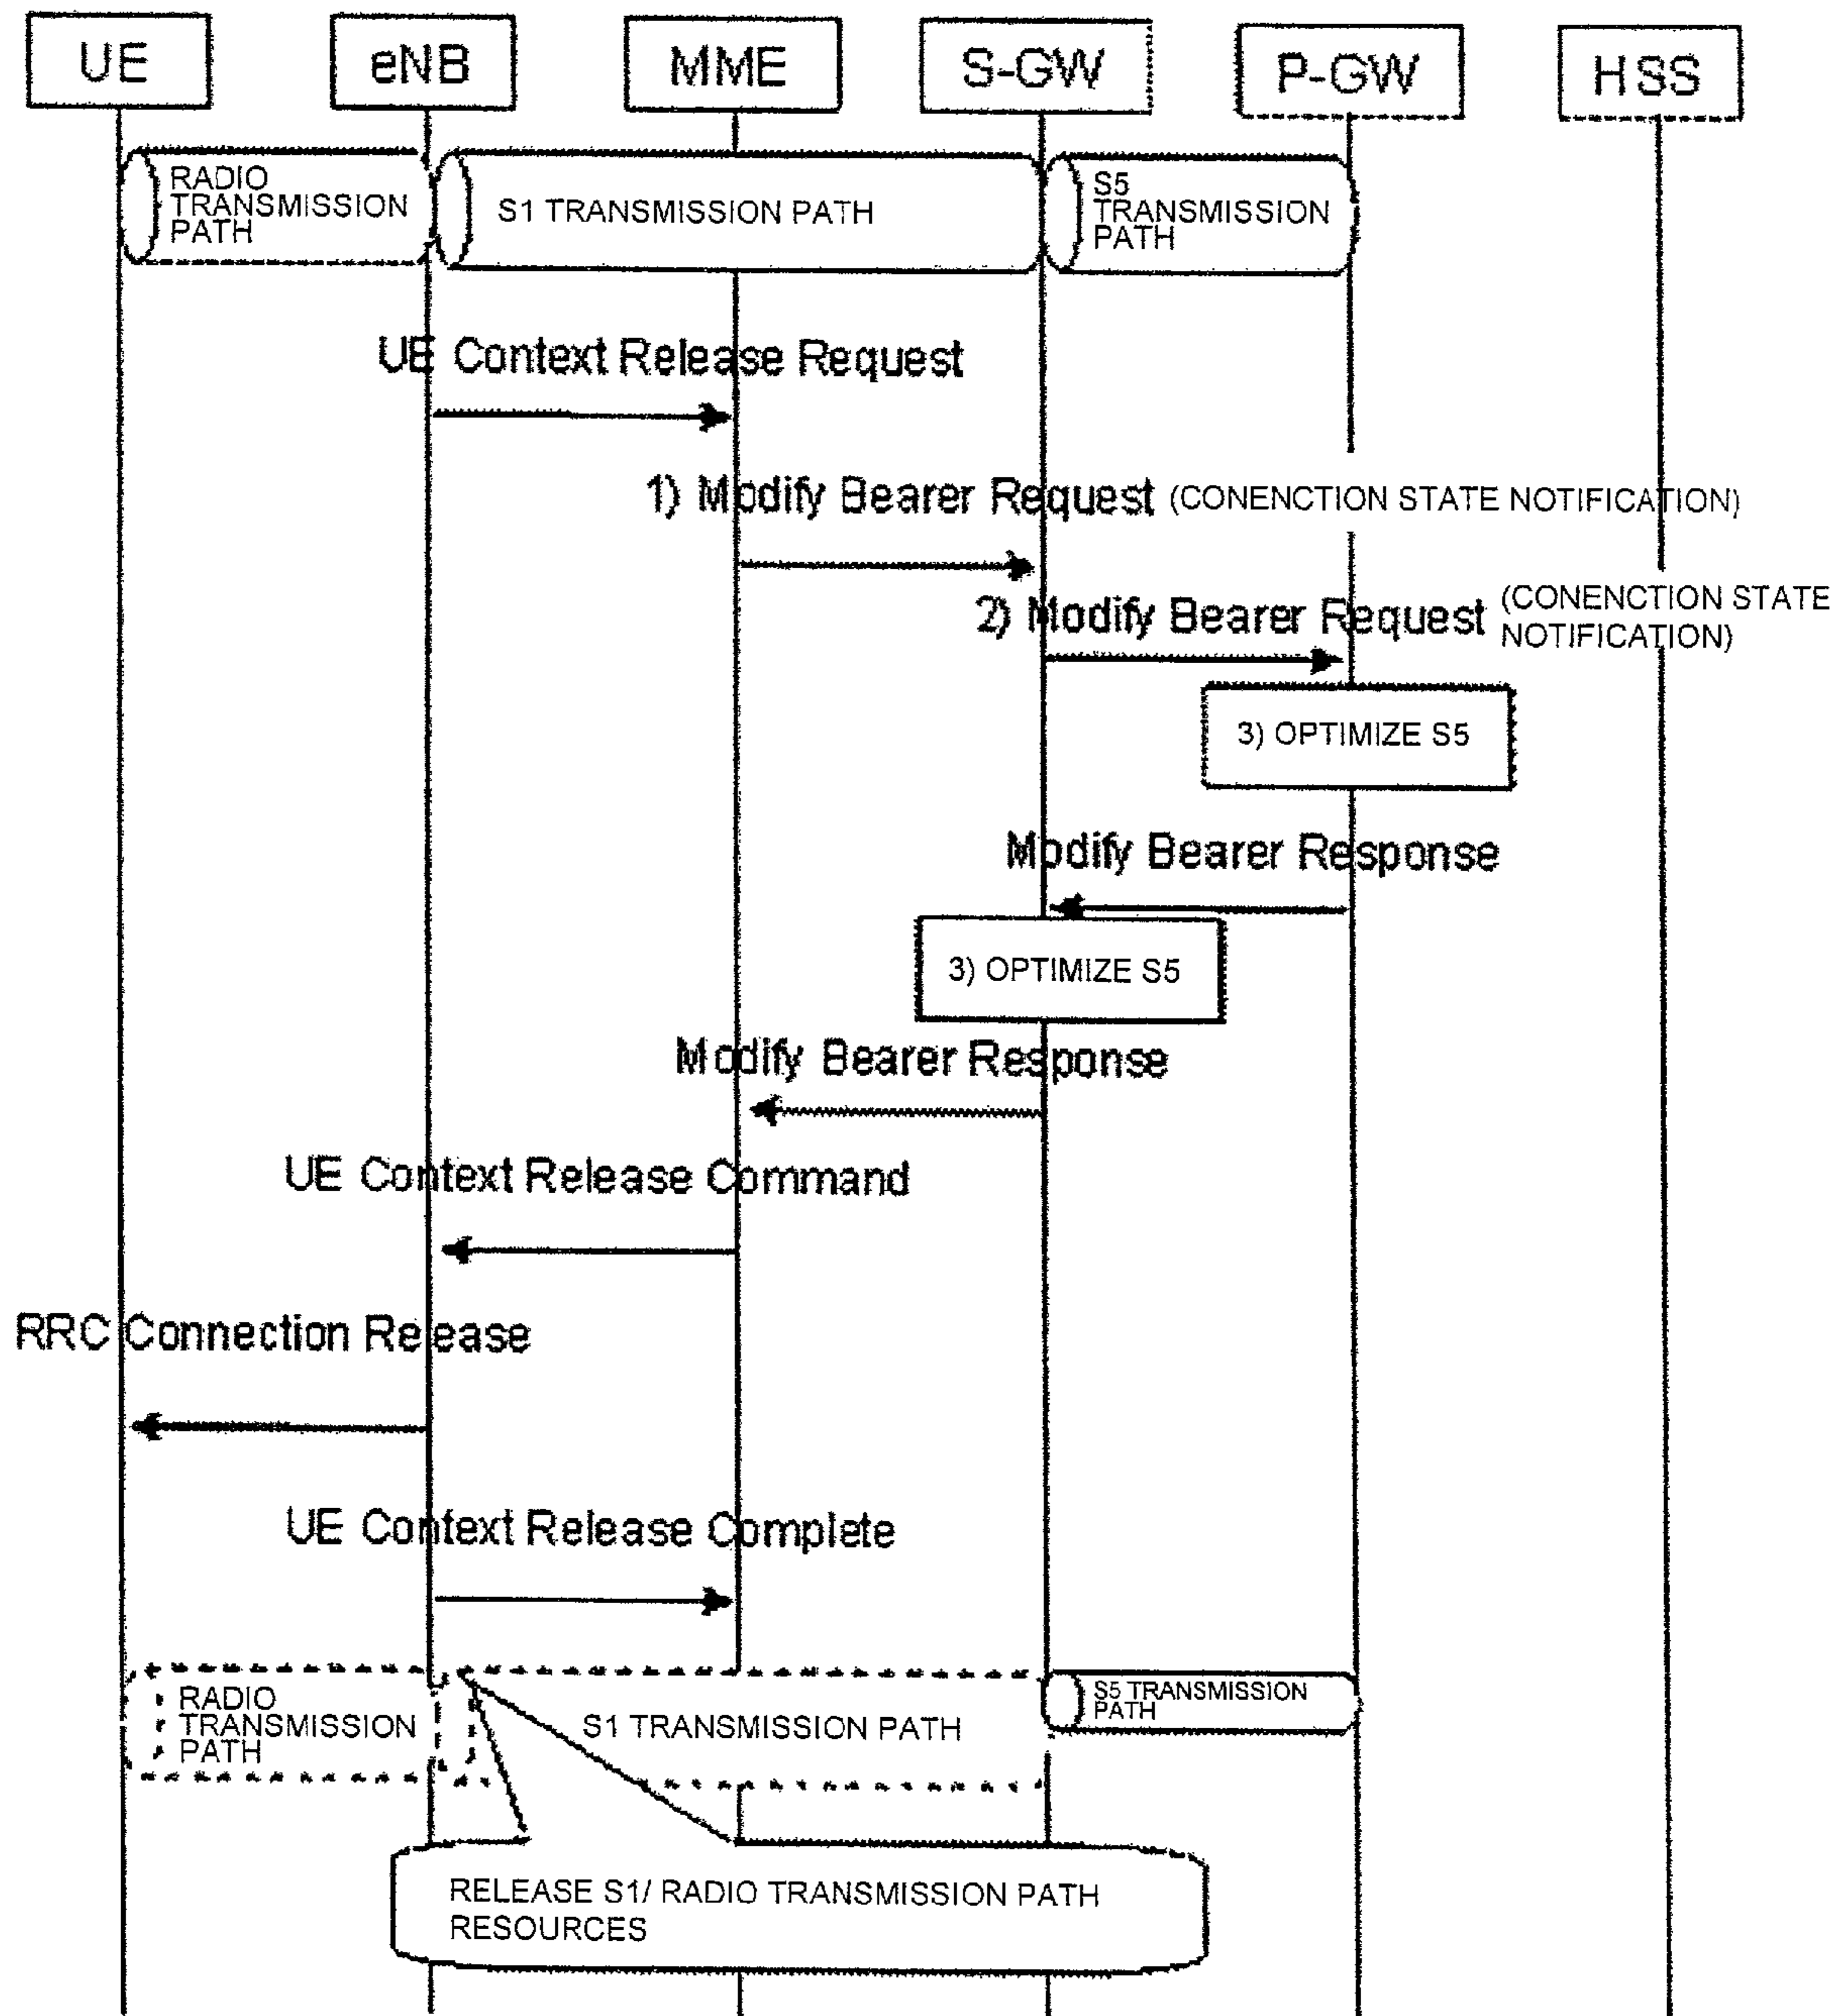 UE eNB MME S-GW P-GW HSS
RADIO
TRANSMISSION
PATH
S1 TRANSMISSION PATH
S5
TRANSMISSION
PATH
UE Context Release Request
1) Modify Bearer Request (CONENCTION STATE NOTIFICATION)
2) Modify Bearer Request (CONENCTION STATE
NOTIFICATION)
3) OPTIMIZE S5
Modify Bearer Response
3) OPTIMIZE S5
Modify Bearer Response
UE Context Release Command
RRC Connection Release
UE Context Release Complete
RADIO
TRANSMISSION
PATH
S1 TRANSMISSION PATH
S5 TRANSMISSION
PATH
RELEASE S1/ RADIO TRANSMISSION PATH
RESOURCES